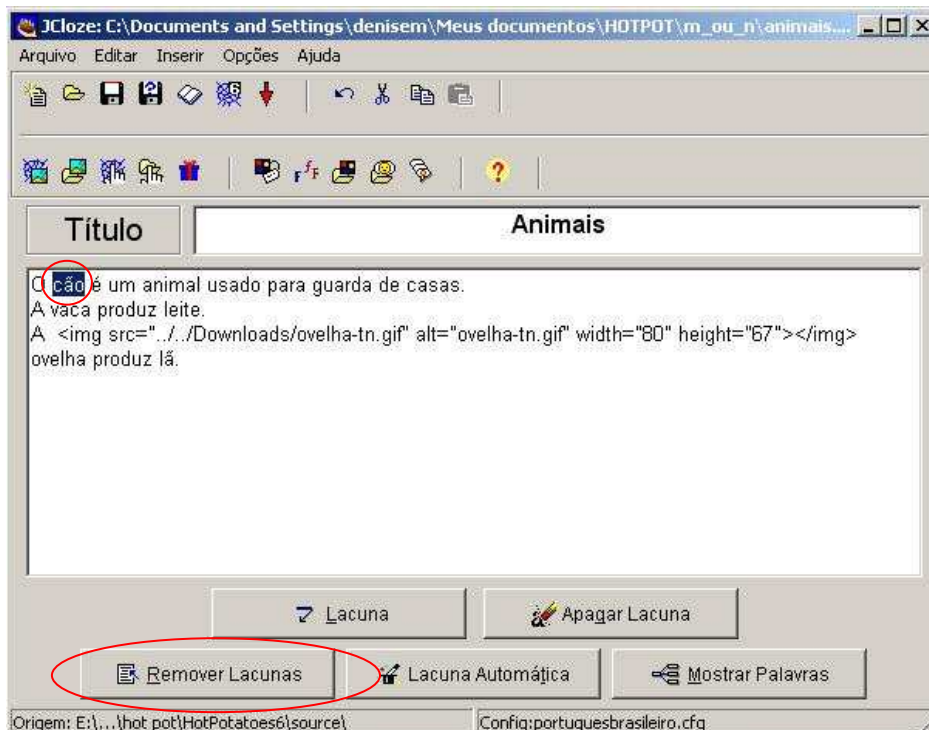 JCloze: C:\Documents and Settings\denisem\Meus documentos\HOTPOT\m_ou_n\animais....
Arquivo Editar Inserir Opções Ajuda
Título
Animais
O cão é um animal usado para guarda de casas.
A vaca produz leite.
A <img src="../../Downloads/ovelha-tn.gif" alt="ovelha-tn.gif" width="80" height="67"></img>
ovelha produz lã.
Lacuna Apagar Lacuna
Remover Lacunas Lacuna Automática Mostrar Palavras
Origem: E:\...\hot pot\HotPotatoes6\source\ Config:portuguesbrasileiro.cfg